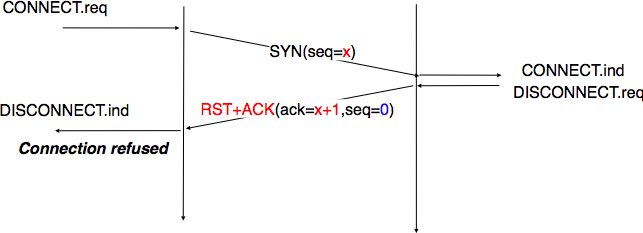 CONNECT.req
SYN(seq=x)
CONNECT.ind
DISCONNECT.req
DISCONNECT.ind
RST+ACK(ack=x+1,seq=0)
Connection refused